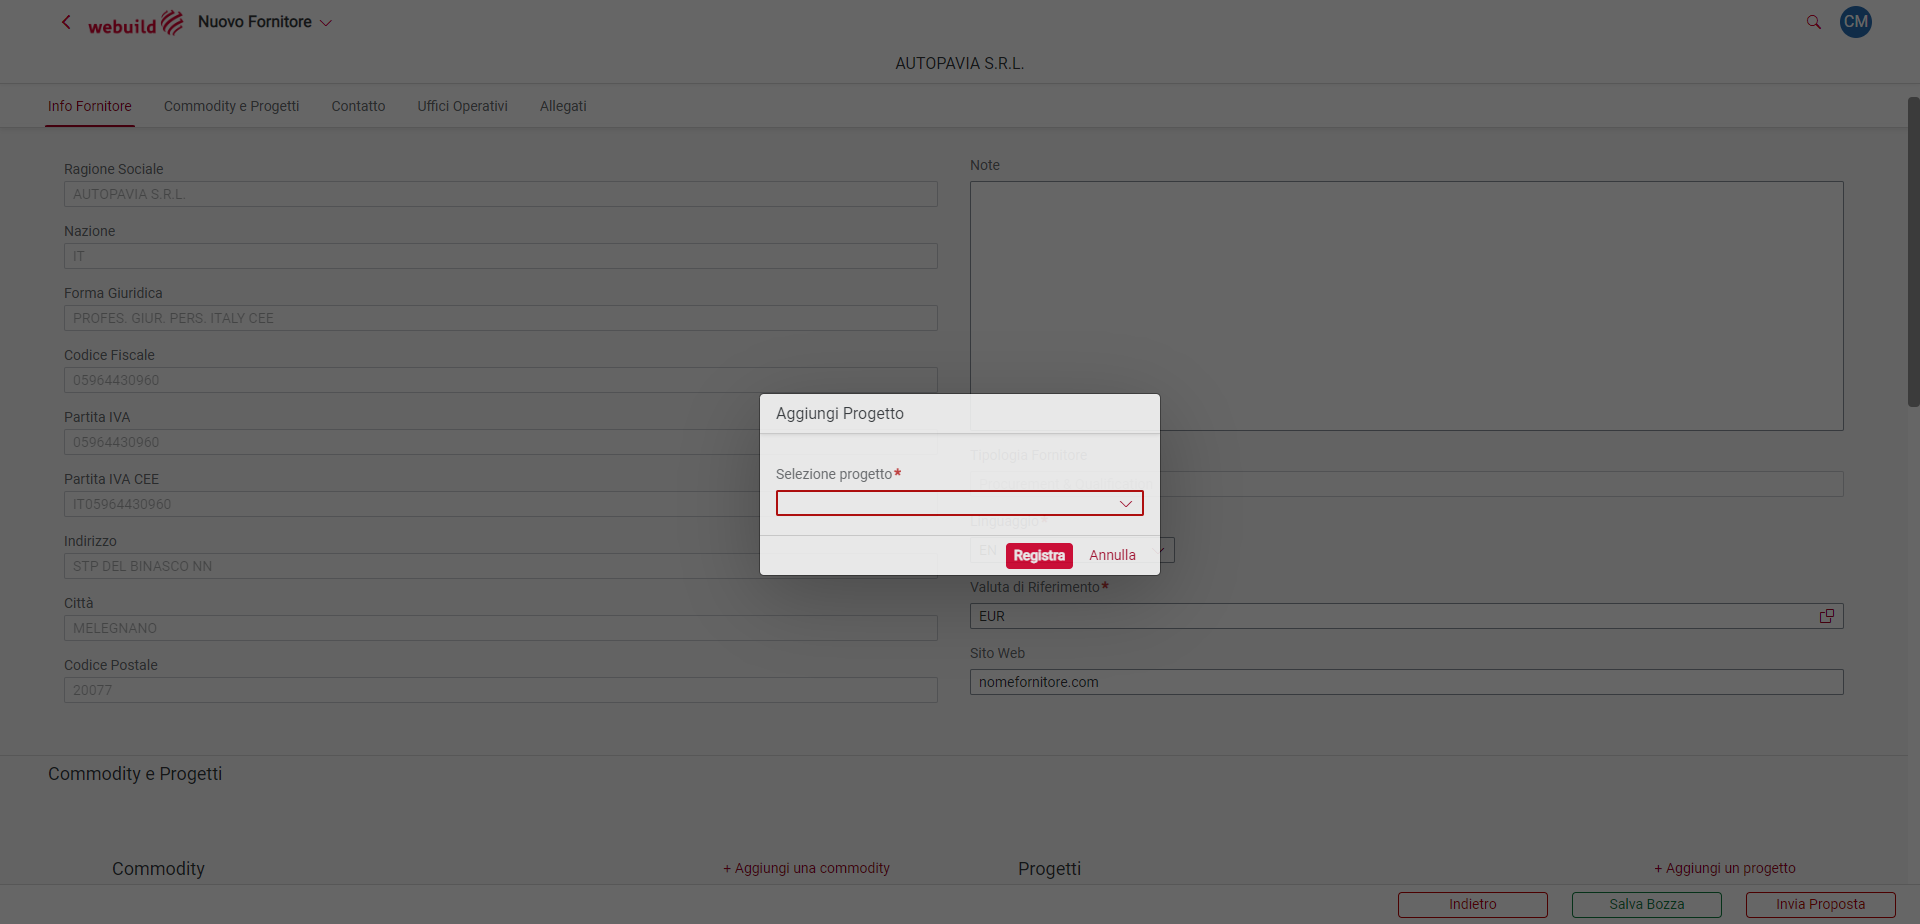 webuild Nuovo Fornitore
CM
AUTOPAVIA S.R.L.
Info Fornitore Commodity e Progetti Contatto Uffici Operativi Allegati
Ragione Sociale
AUTOPAVIA S.R.L.
Nazione
IT
Forma Giuridica
PROFES. GIUR. PERS. ITALY CEE
Codice Fiscale
05964430960
Partita IVA
05964430960
Partita IVA CEE
IT05964430960
Indirizzo
STP DEL BINASCO NN
Città
MELEGNANO
Codice Postale
20077
Note
Tipologia Fornitore
Linguaggio*
EN
Valuta di Riferimento*
EUR
Sito Web
nomefornitore.com
Aggiungi Progetto
Selezione progetto*
Registra Annulla
Commodity e Progetti
Commodity + Aggiungi una commodity
Progetti + Aggiungi un progetto
Indietro Salva Bozza Invia Proposta